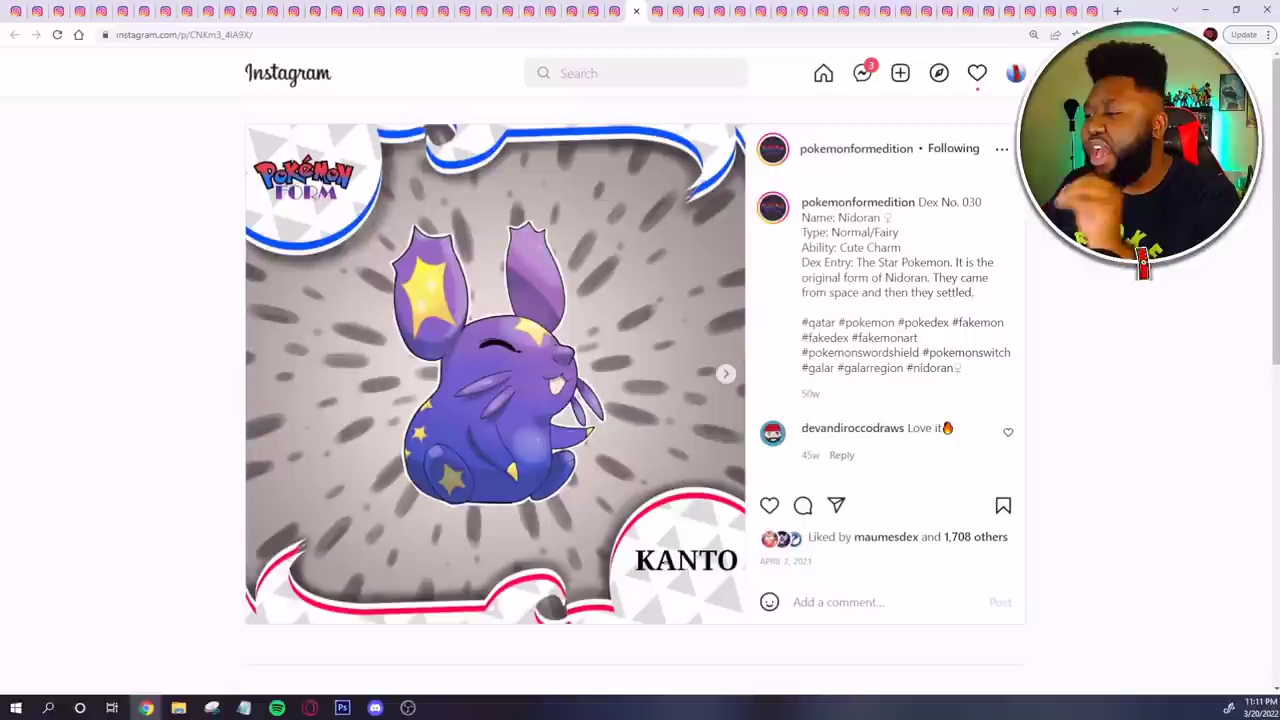 instagram.com/p/CNKm3_4lA9X/
Update
Instagram
Search
3
POKÉMON
FORM
KANTO
pokemonformedition • Following
pokemonformedition Dex No. 030
Name: Nidoran ♀
Type: Normal/Fairy
Ability: Cute Charm
Dex Entry: The Star Pokemon. It is the
original form of Nidoran. They came
from space and then they settled.
#qatar #pokemon #pokedex #fakemon
#fakedex #fakemonart
#pokemonswordshield #pokemonswitch
#galar #galarregion #nidoran♀
50w
devandiroccodraws Love it🔥
45w Reply
Liked by maumesdex and 1,708 others
APRIL 2, 2021
Add a comment...
Post
11:11 PM
3/20/2022